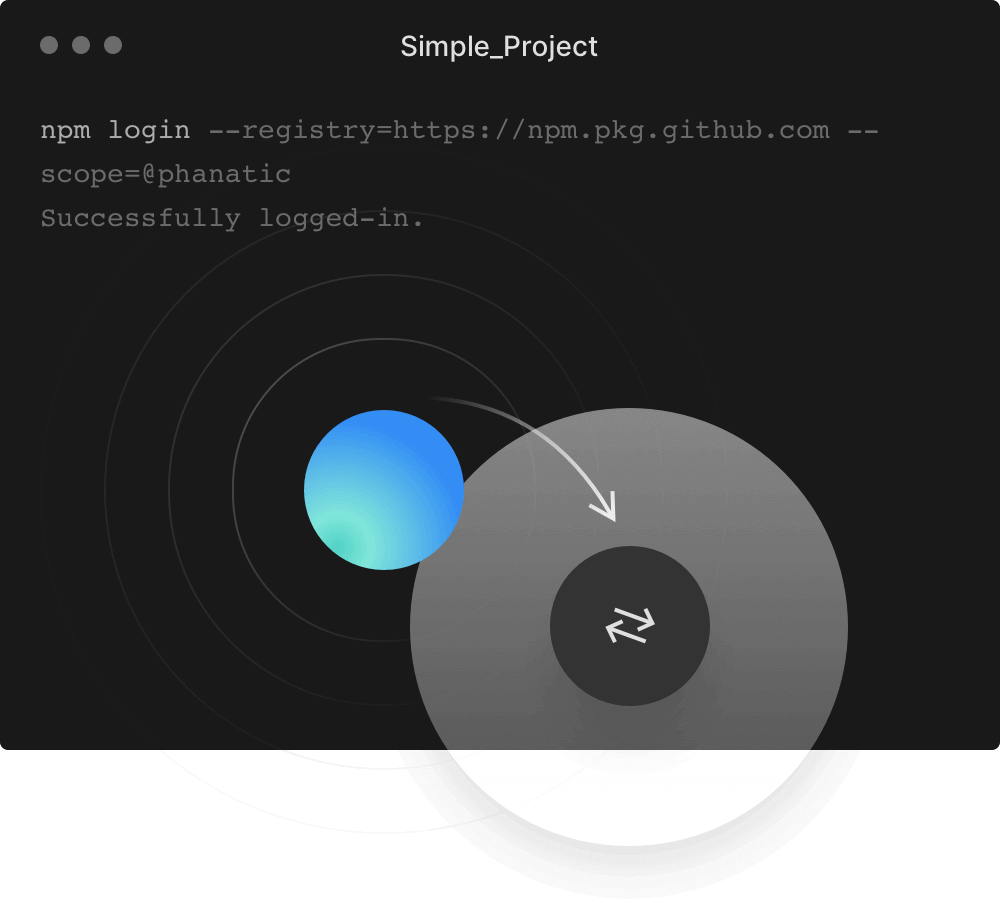 Simple_Project
npm login --registry=https://npm.pkg.github.com --
scope=@phanatic
Successfully logged-in.